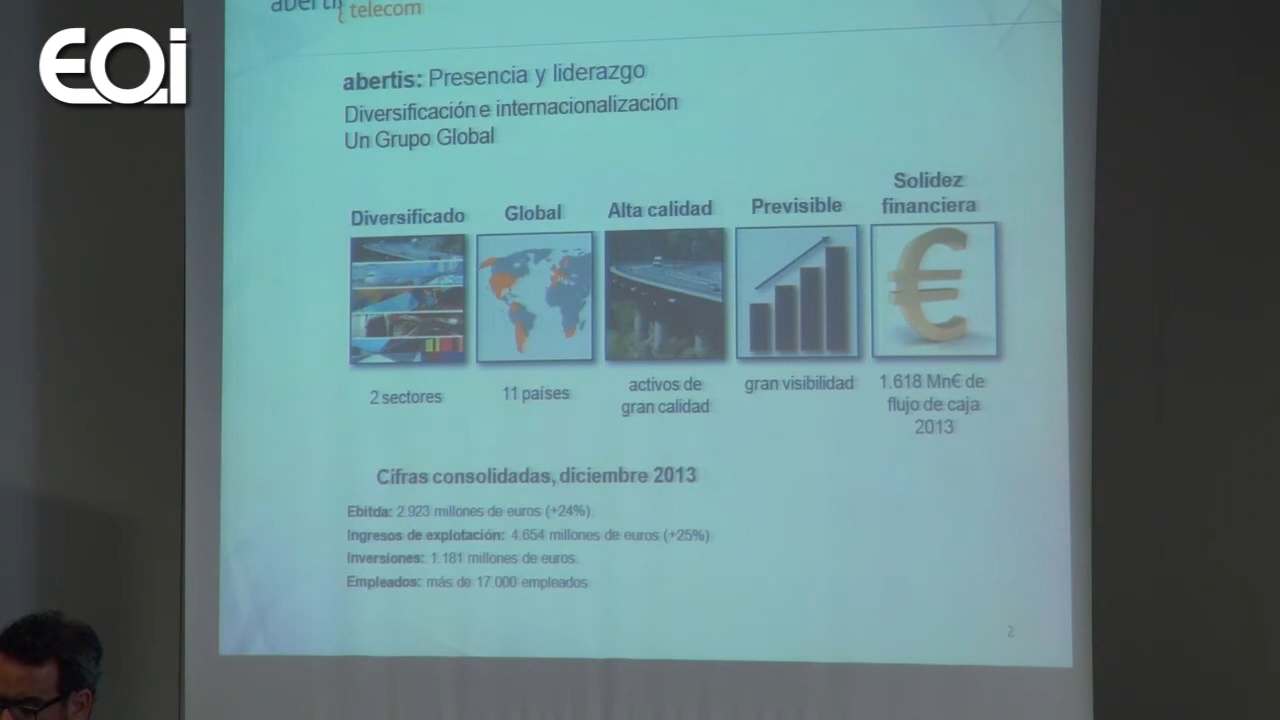 EOi
abertis
telecom
abertis: Presencia y liderazgo
Diversificación e internacionalización
Un Grupo Global
Diversificado
Global
Alta calidad
Previsible
Solidez
financiera
2 sectores
11 países
activos de
gran calidad
gran visibilidad
1.618 Mn€ de
flujo de caja
2013
Cifras consolidadas, diciembre 2013
Ebitda: 2.923 millones de euros (+24%).
Ingresos de explotación: 4.654 millones de euros (+25%)
Inversiones: 1.181 millones de euros.
Empleados: más de 17.000 empleados
2